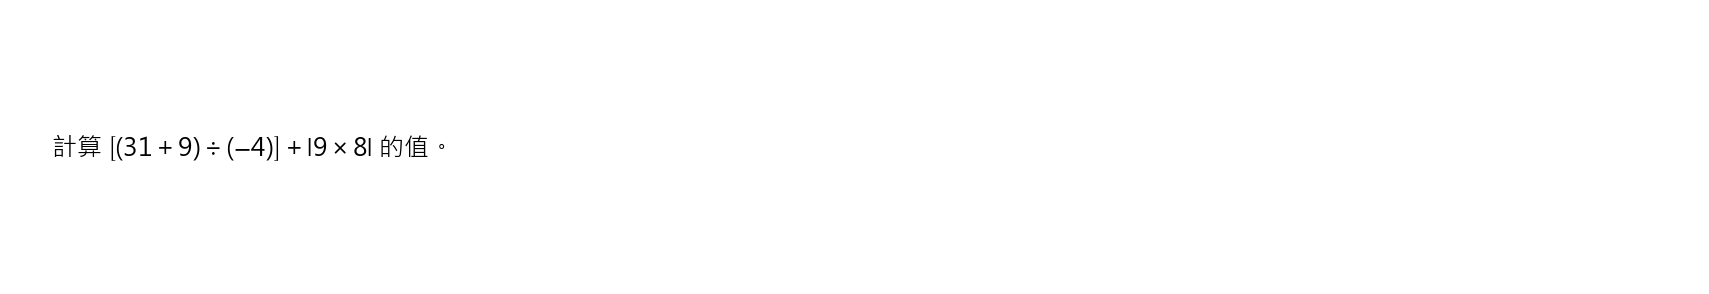 計算 [(31 + 9) ÷ (–4)] + |9 × 8| 的值。